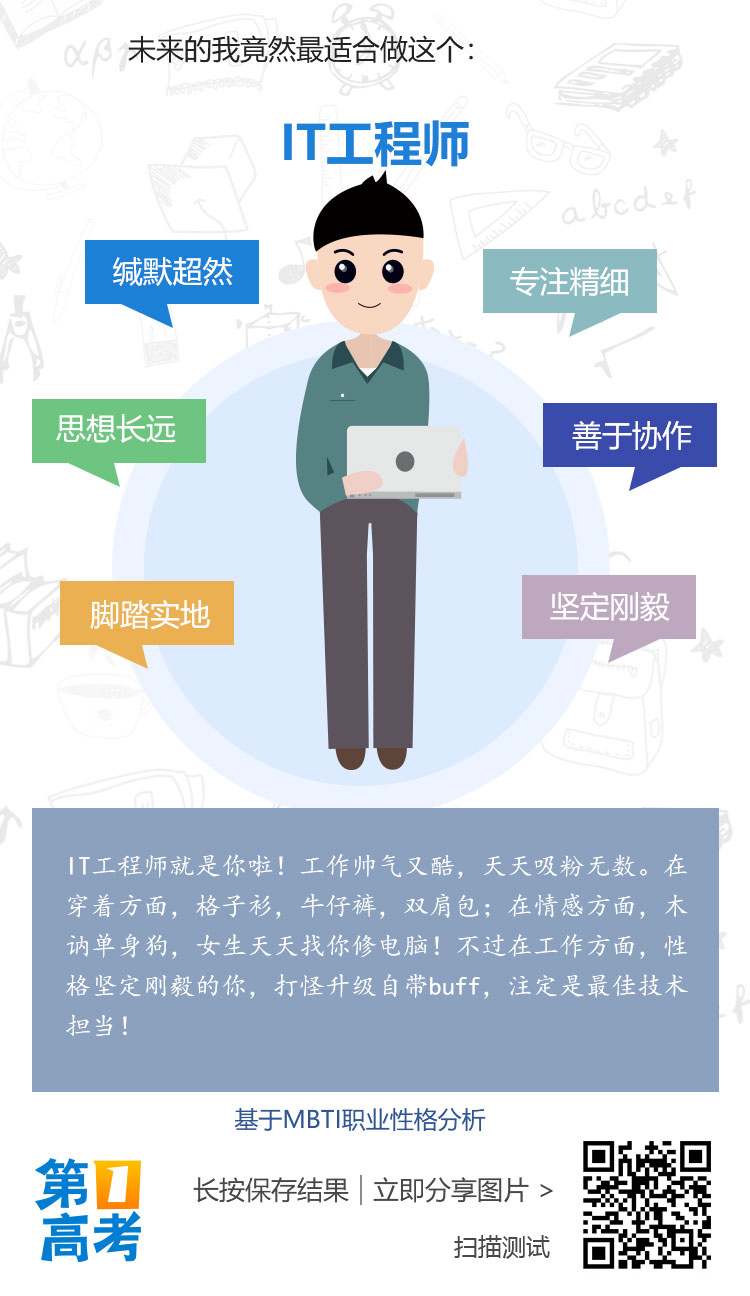 未来的我竟然最适合做这个：
IT工程师
缄默超然
专注精细
思想长远
善于协作
脚踏实地
坚定刚毅
IT工程师就是你啦！工作帅气又酷，天天吸粉无数。在
穿着方面，格子衫，牛仔裤，双肩包；在情感方面，木
讷单身狗，女生天天找你修电脑！不过在工作方面，性
格坚定刚毅的你，打怪升级自带buff，注定是最佳技术
担当！
基于MBTI职业性格分析
第1
高考
长按保存结果｜立即分享图片 >
扫描测试
αβγ
abcdef